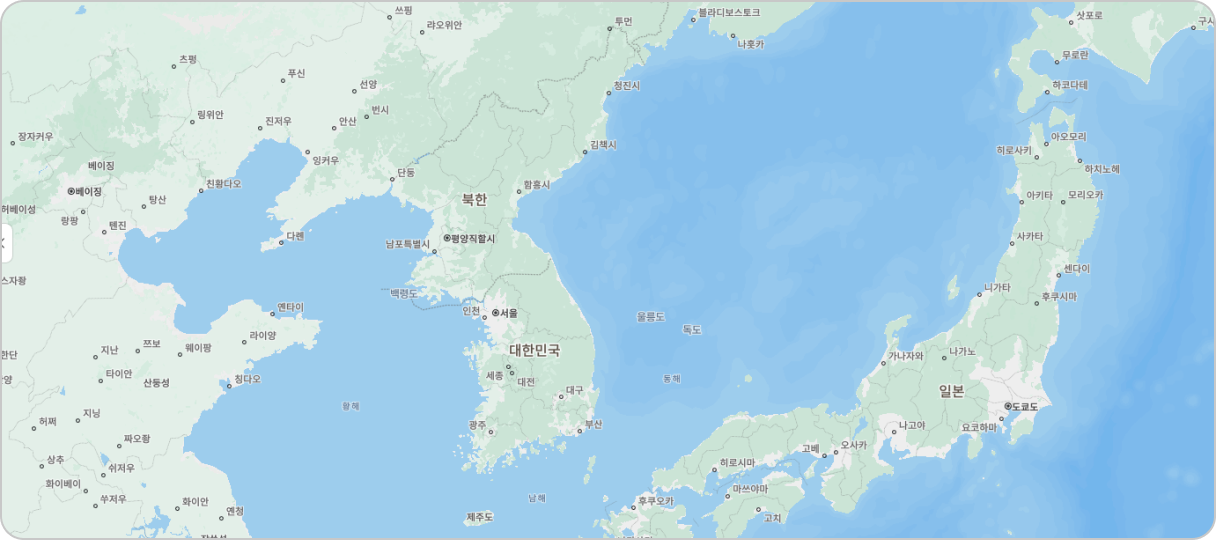 쓰핑
랴오위안
투먼
블라디보스토크
나홋카
삿포로
구시
츠펑
푸신
선양
무로란
청진시
하코다테
번시
링위안
진저우
안산
장자커우
김책시
아오모리
히로사키
잉커우
하치노헤
베이징
단둥
베이징
친황다오
함흥시
탕산
북한
아키타
모리오카
허베이성
랑팡
톈진
다롄
남포특별시
평양직할시
사카타
센다이
스자좡
백령도
니가타
후쿠시마
옌타이
인천
서울
울릉도
독도
라이양
지난
쯔보
웨이팡
대한민국
가나자와
나가노
한단
타이안
산둥성
칭다오
세종
대전
동해
대구
일본
도쿄도
황해
지닝
허쩌
광주
부산
나고야
요코하마
짜오좡
고베
오사카
상추
쉬저우
히로시마
화이베이
마쓰야마
쑤저우
화이안
남해
후쿠오카
옌청
제주도
고치